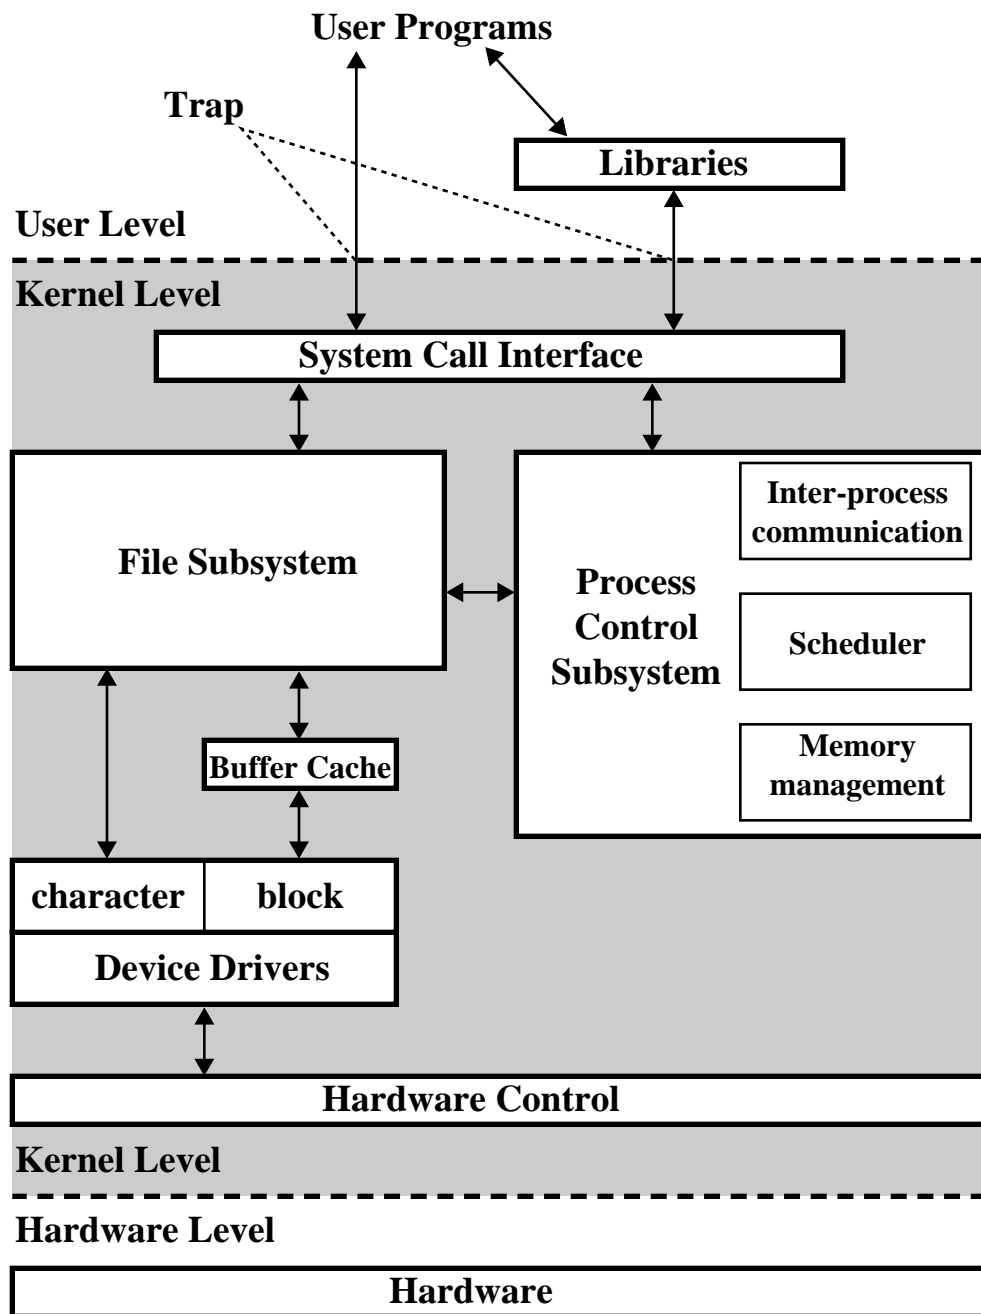 User Programs
Trap
Libraries
User Level
Kernel Level
System Call Interface
File Subsystem
Process
Control
Subsystem
Inter-process
communication
Scheduler
Memory
management
Buffer Cache
character
block
Device Drivers
Hardware Control
Kernel Level
Hardware Level
Hardware